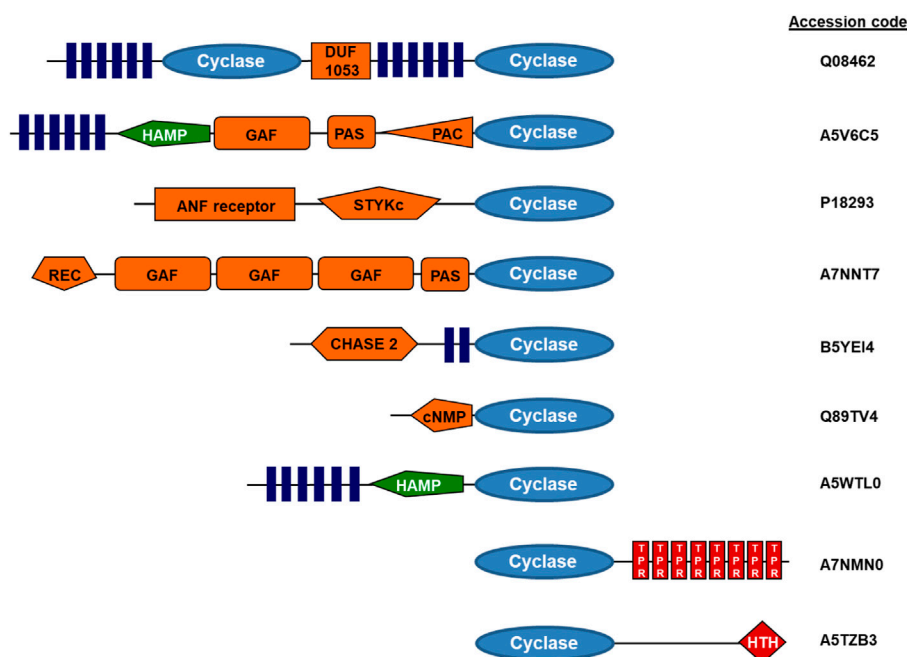 Accession code
Cyclase DUF 1053 Cyclase Q08462
HAMP GAF PAS PAC Cyclase A5V6C5
ANF receptor STYKc Cyclase P18293
REC GAF GAF GAF PAS Cyclase A7NNT7
CHASE 2 Cyclase B5YEI4
cNMP Cyclase Q89TV4
HAMP Cyclase A5WTL0
Cyclase TPR TPR TPR TPR TPR TPR TPR TPR A7NMN0
Cyclase HTH A5TZB3